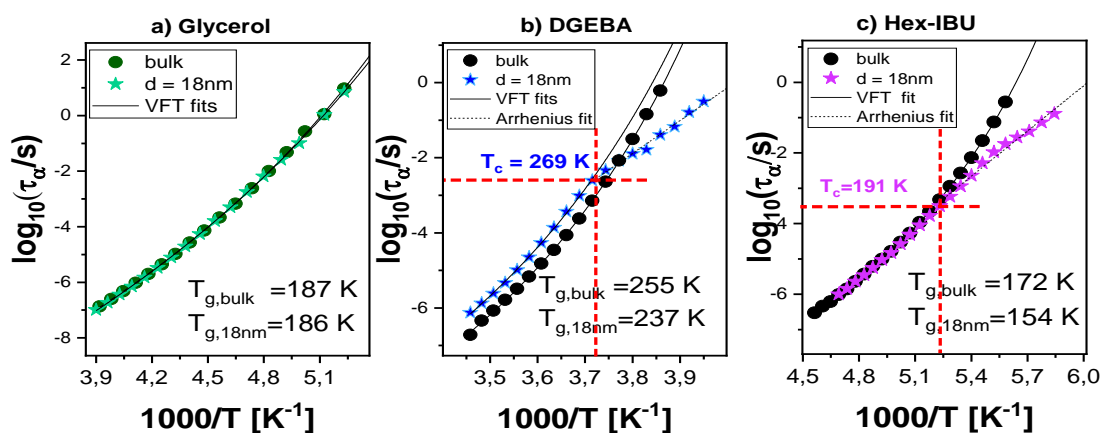 a) Glycerol
2
0
-2
-4
-6
-8
bulk
d = 18nm
VFT fits
T_g,bulk =187 K
T_g,18nm=186 K
3,9 4,2 4,5 4,8 5,1
1000/T [K⁻¹]
log₁₀(τα/s)
b) DGEBA
0
-2
-4
-6
bulk
d = 18nm
VFT fits
Arrhenius fit
T_c = 269 K
T_g,bulk=255 K
T_g,18nm=237 K
3,5 3,6 3,7 3,8 3,9
1000/T [K⁻¹]
log₁₀(τα/s)
c) Hex-IBU
0
-2
-4
-6
bulk
d = 18nm
VFT fit
Arrhenius fit
T_c=191 K
T_g,bulk=172 K
T_g,18nm=154 K
4,5 4,8 5,1 5,4 5,7 6,0
1000/T [K⁻¹]
log₁₀(τα/s)